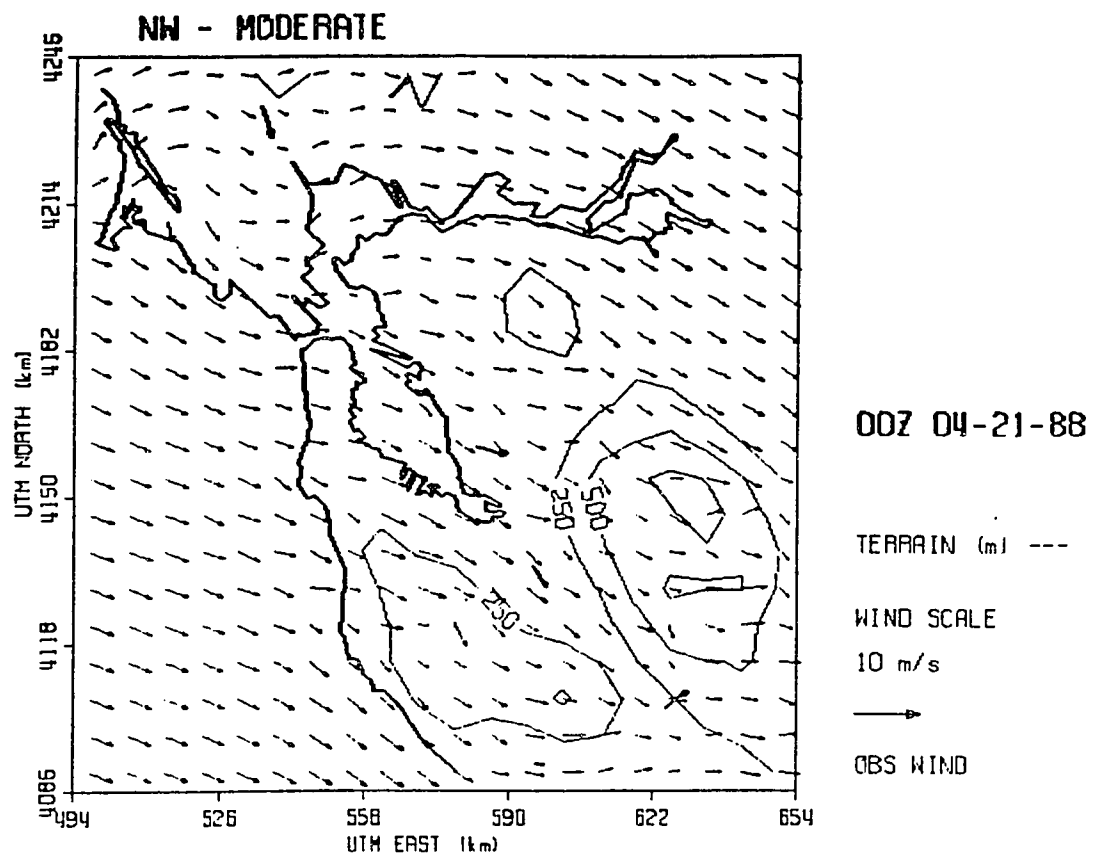 NW - MODERATE
4246
4214
4182
4150
4118
4086
UTM NORTH (km)
494
526
558
590
622
654
UTM EAST (km)
250
500
250
00Z 04-21-88
TERRAIN (m) ---
WIND SCALE
10 m/s
OBS WIND